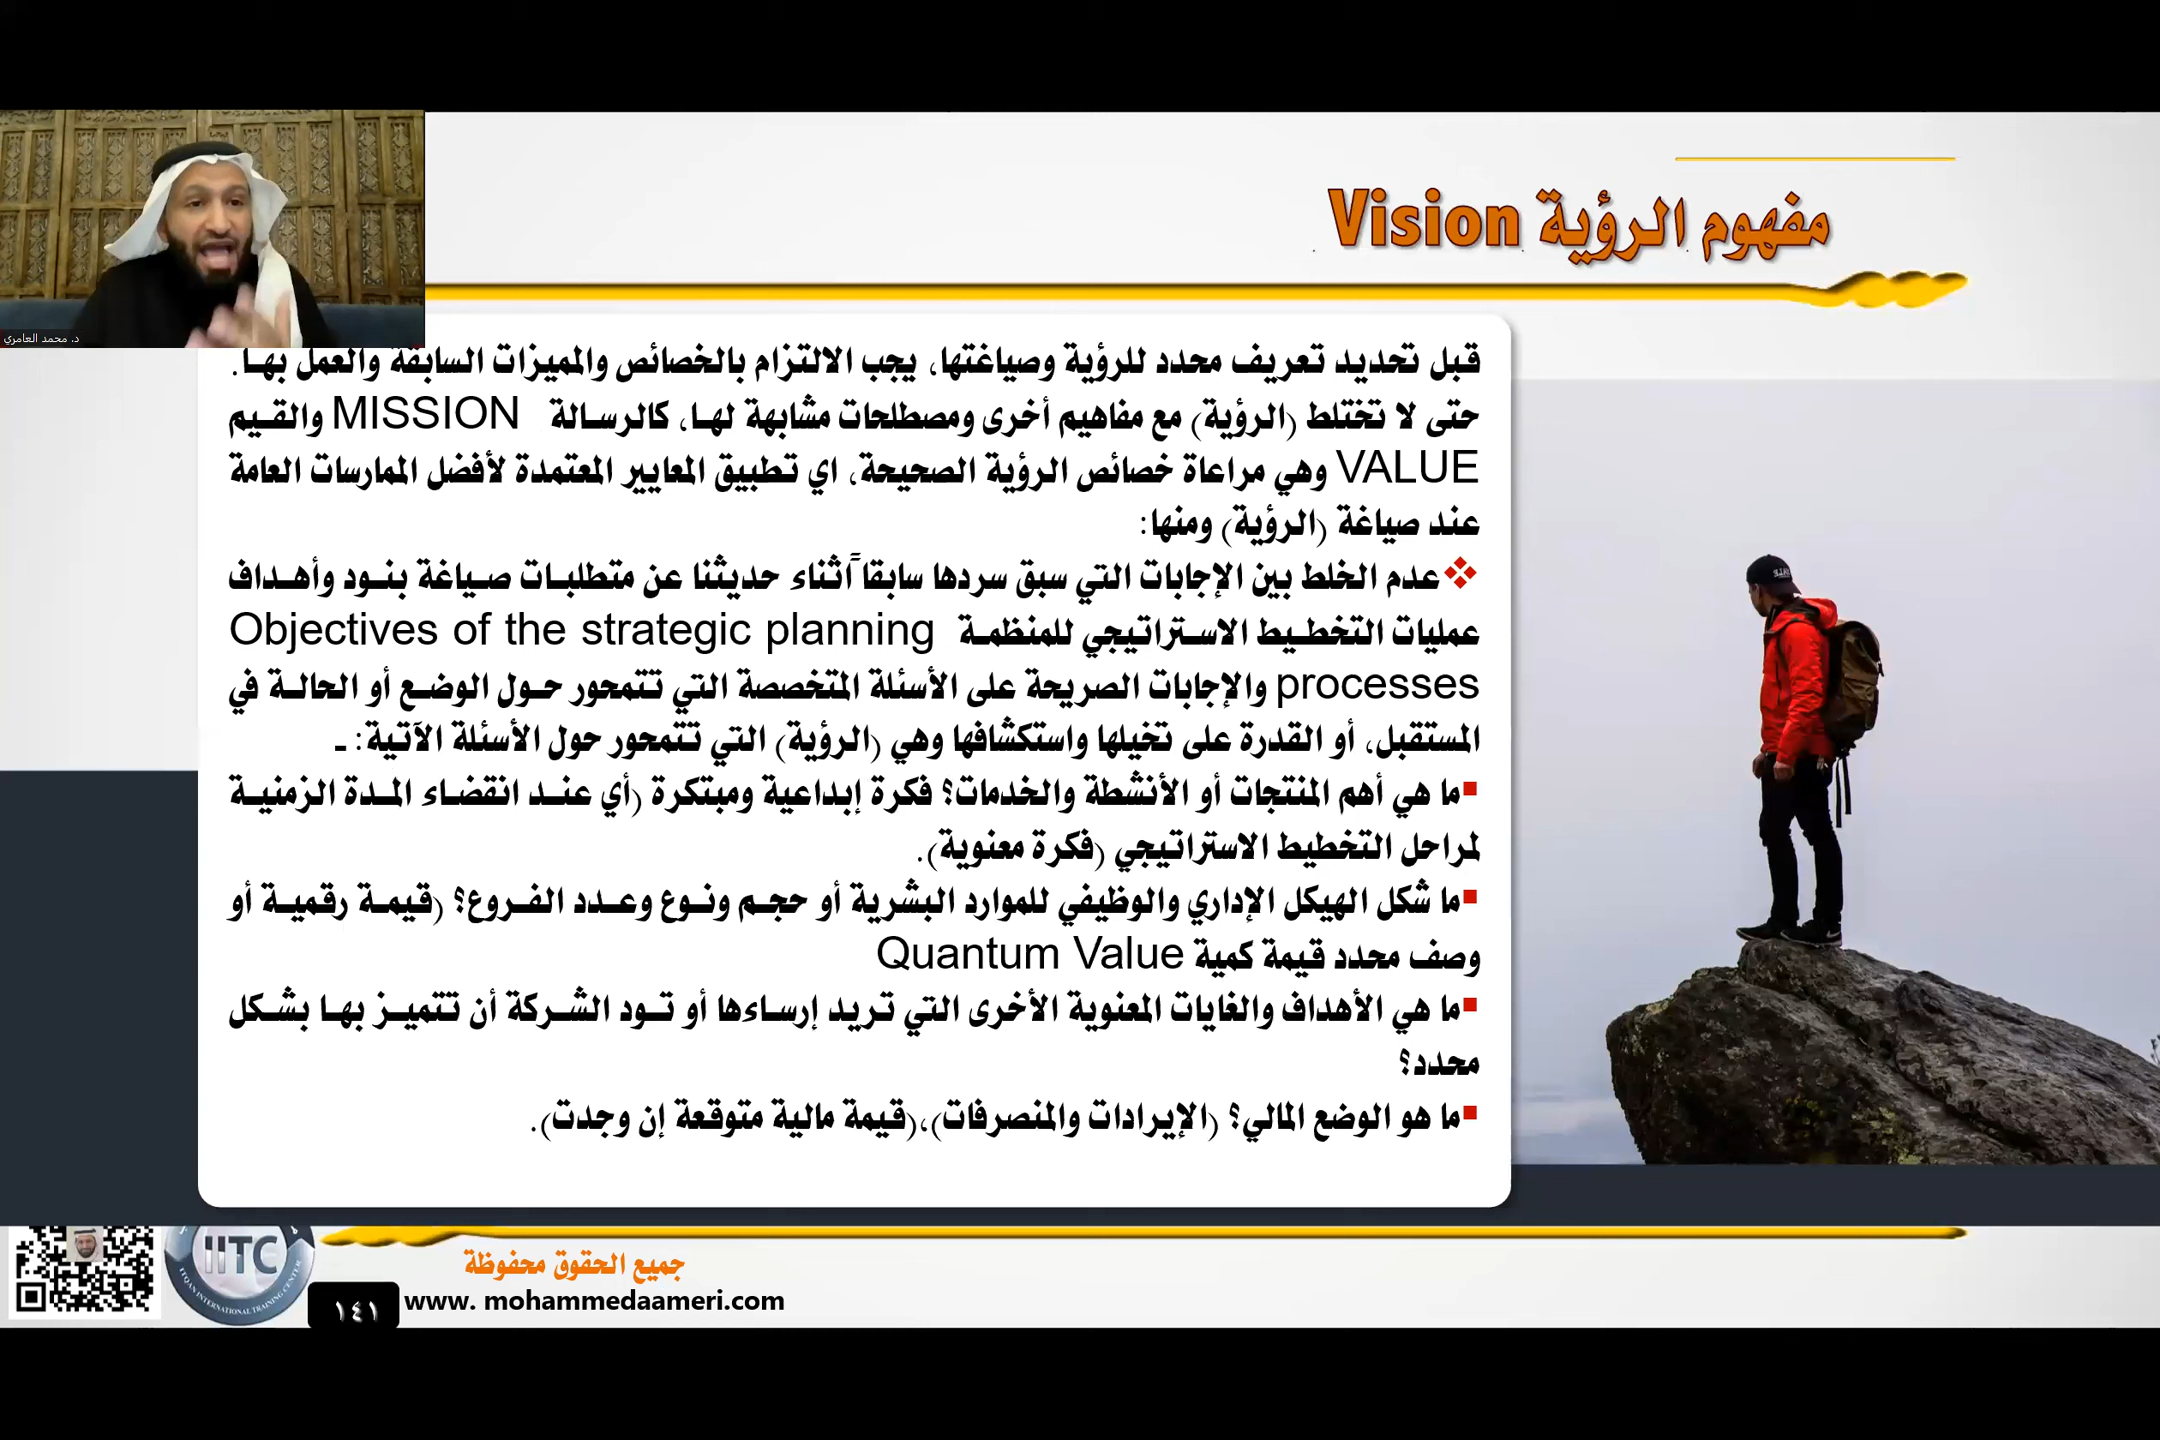 د. محمد العامري
مفهوم الرؤية Vision
قبل تحديد تعريف محدد للرؤية وصياغتها، يجب الالتزام بالخصائص والمميزات السابقة والعمل بها.
حتى لا تختلط (الرؤية) مع مفاهيم أخرى ومصطلحات مشابهة لها، كالرسالة MISSION والقيم
VALUE وهي مراعاة خصائص الرؤية الصحيحة، اي تطبيق المعايير المعتمدة لأفضل الممارسات العامة
عند صياغة (الرؤية) ومنها:
❖عدم الخلط بين الإجابات التي سبق سردها سابقاً أثناء حديثنا عن متطلبات صياغة بنود وأهداف
عمليات التخطيط الاستراتيجي للمنظمة Objectives of the strategic planning
processes والإجابات الصريحة على الأسئلة المتخصصة التي تتمحور حول الوضع أو الحالة في
المستقبل، أو القدرة على تخيلها واستكشافها وهي (الرؤية) التي تتمحور حول الأسئلة الآتية: ـ
▪ما هي أهم المنتجات أو الأنشطة والخدمات؟ فكرة إبداعية ومبتكرة (أي عند انقضاء المدة الزمنية
لمراحل التخطيط الاستراتيجي (فكرة معنوية).
▪ما شكل الهيكل الإداري والوظيفي للموارد البشرية أو حجم ونوع وعدد الفروع؟ (قيمة رقمية أو
وصف محدد قيمة كمية Quantum Value
▪ما هي الأهداف والغايات المعنوية الأخرى التي تريد إرساءها أو تود الشركة أن تتميز بها بشكل
محدد؟
▪ما هو الوضع المالي؟ (الإيرادات والمنصرفات)،(قيمة مالية متوقعة إن وجدت).
IITC
ITQAN INTERNATIONAL TRAINING CENTER
جميع الحقوق محفوظة
www. mohammedaameri.com
١٤١